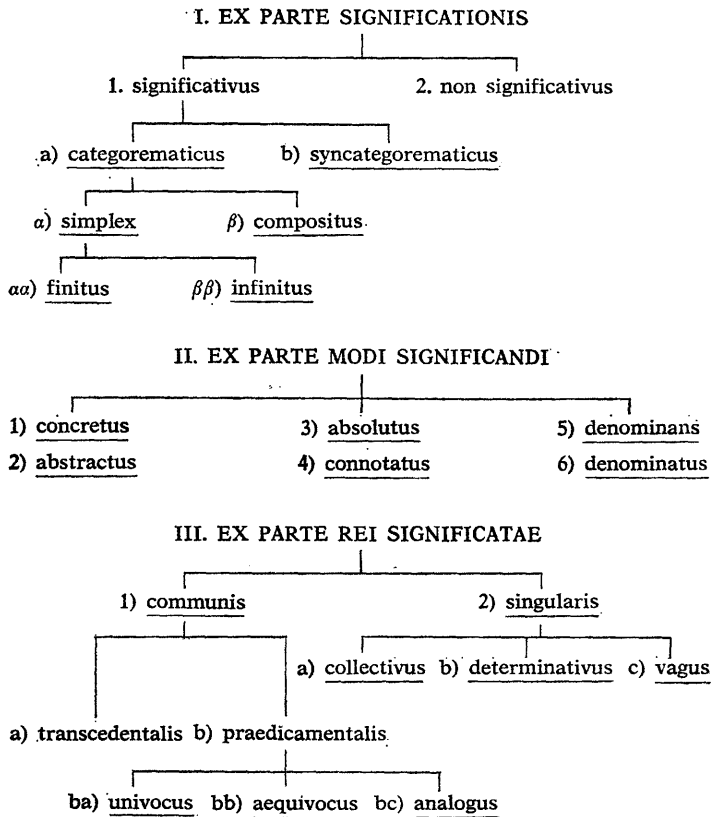 I. EX PARTE SIGNIFICATIONIS
1. significativus 2. non significativus
a) categorematicus b) syncategorematicus
α) simplex β) compositus
αα) finitus ββ) infinitus
II. EX PARTE MODI SIGNIFICANDI
1) concretus 3) absolutus 5) denominans
2) abstractus 4) connotatus 6) denominatus
III. EX PARTE REI SIGNIFICATAE
1) communis 2) singularis
a) collectivus b) determinativus c) vagus
a) transcedentalis b) praedicamentalis
ba) univocus bb) aequivocus bc) analogus